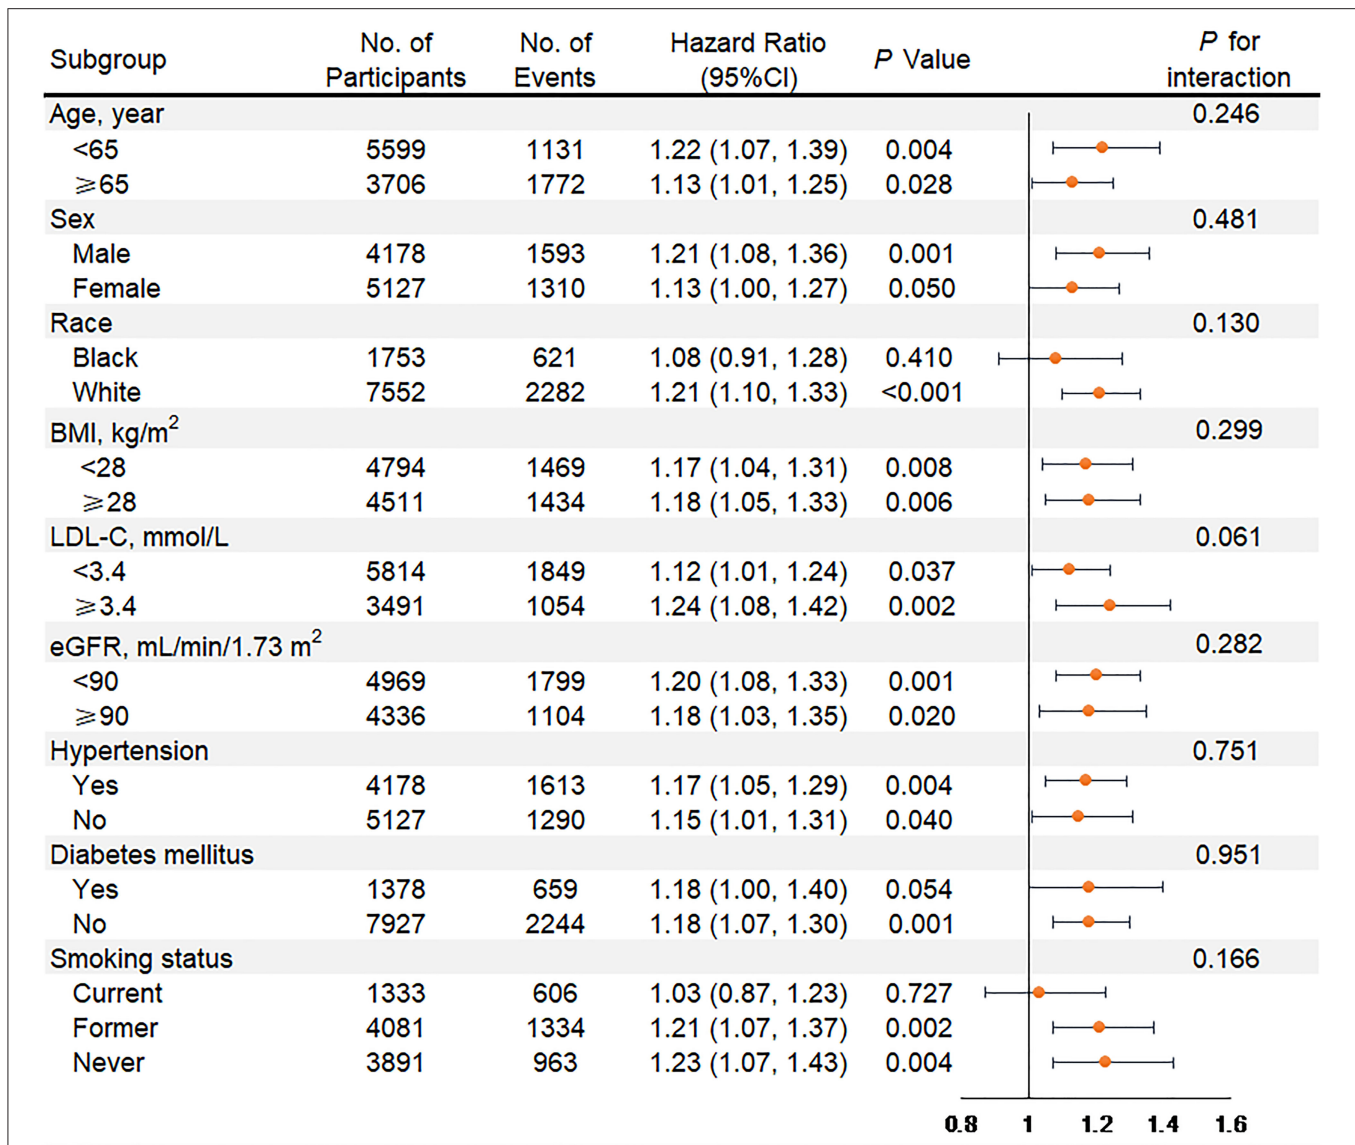 Subgroup No. of Participants No. of Events Hazard Ratio (95%CI) P Value P for interaction
Age, year 0.246
<65 5599 1131 1.22 (1.07, 1.39) 0.004
⩾65 3706 1772 1.13 (1.01, 1.25) 0.028
Sex 0.481
Male 4178 1593 1.21 (1.08, 1.36) 0.001
Female 5127 1310 1.13 (1.00, 1.27) 0.050
Race 0.130
Black 1753 621 1.08 (0.91, 1.28) 0.410
White 7552 2282 1.21 (1.10, 1.33) <0.001
BMI, kg/m² 0.299
<28 4794 1469 1.17 (1.04, 1.31) 0.008
⩾28 4511 1434 1.18 (1.05, 1.33) 0.006
LDL-C, mmol/L 0.061
<3.4 5814 1849 1.12 (1.01, 1.24) 0.037
⩾3.4 3491 1054 1.24 (1.08, 1.42) 0.002
eGFR, mL/min/1.73 m² 0.282
<90 4969 1799 1.20 (1.08, 1.33) 0.001
⩾90 4336 1104 1.18 (1.03, 1.35) 0.020
Hypertension 0.751
Yes 4178 1613 1.17 (1.05, 1.29) 0.004
No 5127 1290 1.15 (1.01, 1.31) 0.040
Diabetes mellitus 0.951
Yes 1378 659 1.18 (1.00, 1.40) 0.054
No 7927 2244 1.18 (1.07, 1.30) 0.001
Smoking status 0.166
Current 1333 606 1.03 (0.87, 1.23) 0.727
Former 4081 1334 1.21 (1.07, 1.37) 0.002
Never 3891 963 1.23 (1.07, 1.43) 0.004
0.8 1 1.2 1.4 1.6